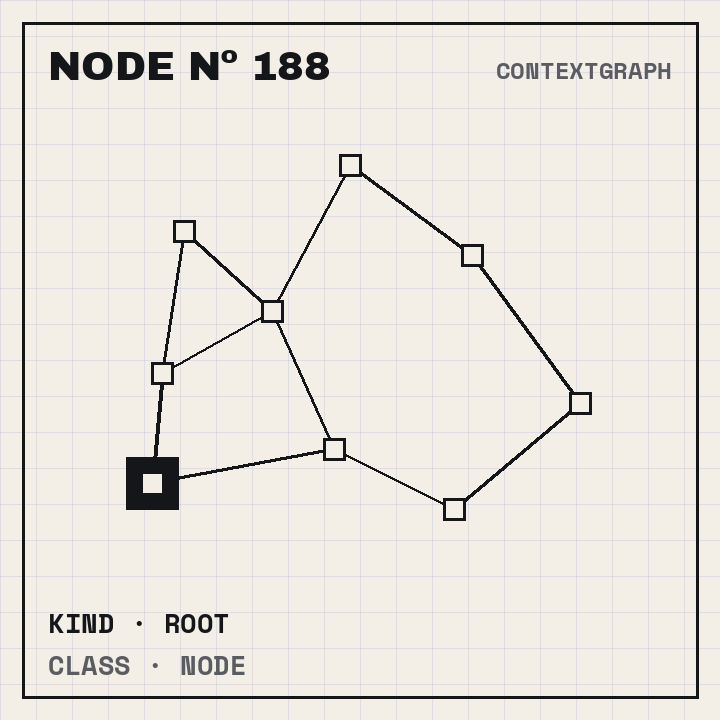 NODE Nº 188
CONTEXTGRAPH
KIND · ROOT
CLASS · NODE